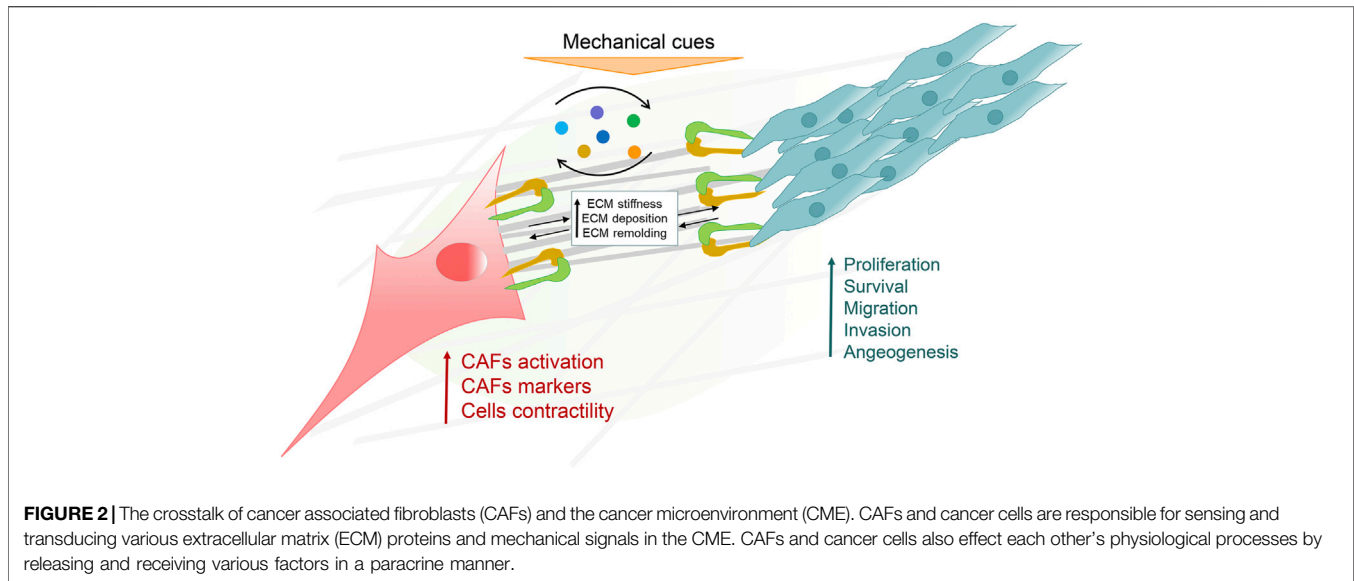 Mechanical cues
ECM stiffness
ECM deposition
ECM remolding
Proliferation
Survival
Migration
Invasion
Angeogenesis
CAFs activation
CAFs markers
Cells contractility
FIGURE 2 | The crosstalk of cancer associated fibroblasts (CAFs) and the cancer microenvironment (CME). CAFs and cancer cells are responsible for sensing and
transducing various extracellular matrix (ECM) proteins and mechanical signals in the CME. CAFs and cancer cells also effect each other's physiological processes by
releasing and receiving various factors in a paracrine manner.